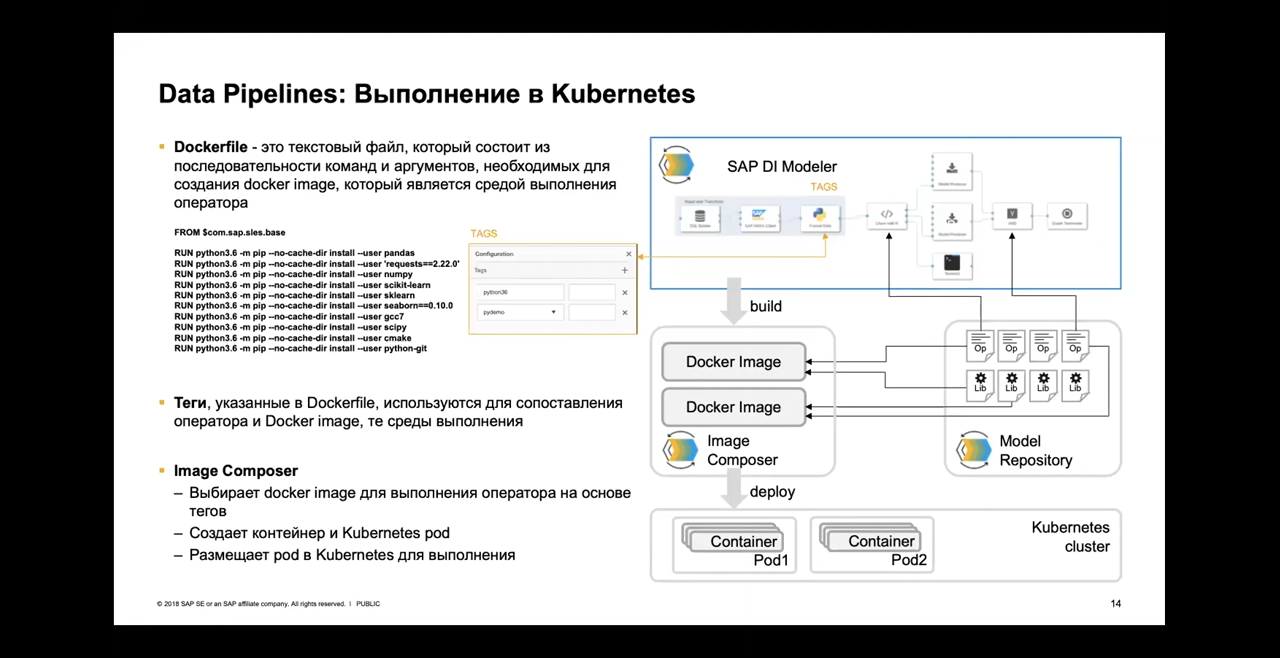 Data Pipelines: Выполнение в Kubernetes
Dockerfile - это текстовый файл, который состоит из
последовательности команд и аргументов, необходимых для
создания docker image, который является средой выполнения
оператора
FROM $com.sap.sles.base
RUN python3.6 -m pip --no-cache-dir install --user pandas
RUN python3.6 -m pip --no-cache-dir install --user 'requests==2.22.0'
RUN python3.6 -m pip --no-cache-dir install --user numpy
RUN python3.6 -m pip --no-cache-dir install --user scikit-learn
RUN python3.6 -m pip --no-cache-dir install --user sklearn
RUN python3.6 -m pip --no-cache-dir install --user seaborn==0.10.0
RUN python3.6 -m pip --no-cache-dir install --user gcc7
RUN python3.6 -m pip --no-cache-dir install --user scipy
RUN python3.6 -m pip --no-cache-dir install --user cmake
RUN python3.6 -m pip --no-cache-dir install --user python-git
TAGS
Configuration
Tags
python36
pydemo
Теги, указанные в Dockerfile, используются для сопоставления
оператора и Docker image, те среды выполнения
Image Composer
– Выбирает docker image для выполнения оператора на основе
тегов
– Создает контейнер и Kubernetes pod
– Размещает pod в Kubernetes для выполнения
SAP DI Modeler
TAGS
SAP
build
Docker Image
Docker Image
Image
Composer
Op
Op
Op
Op
Lib
Lib
Lib
Lib
Model
Repository
deploy
Container
Pod1
Container
Pod2
Kubernetes
cluster
© 2018 SAP SE or an SAP affiliate company. All rights reserved. | PUBLIC
14